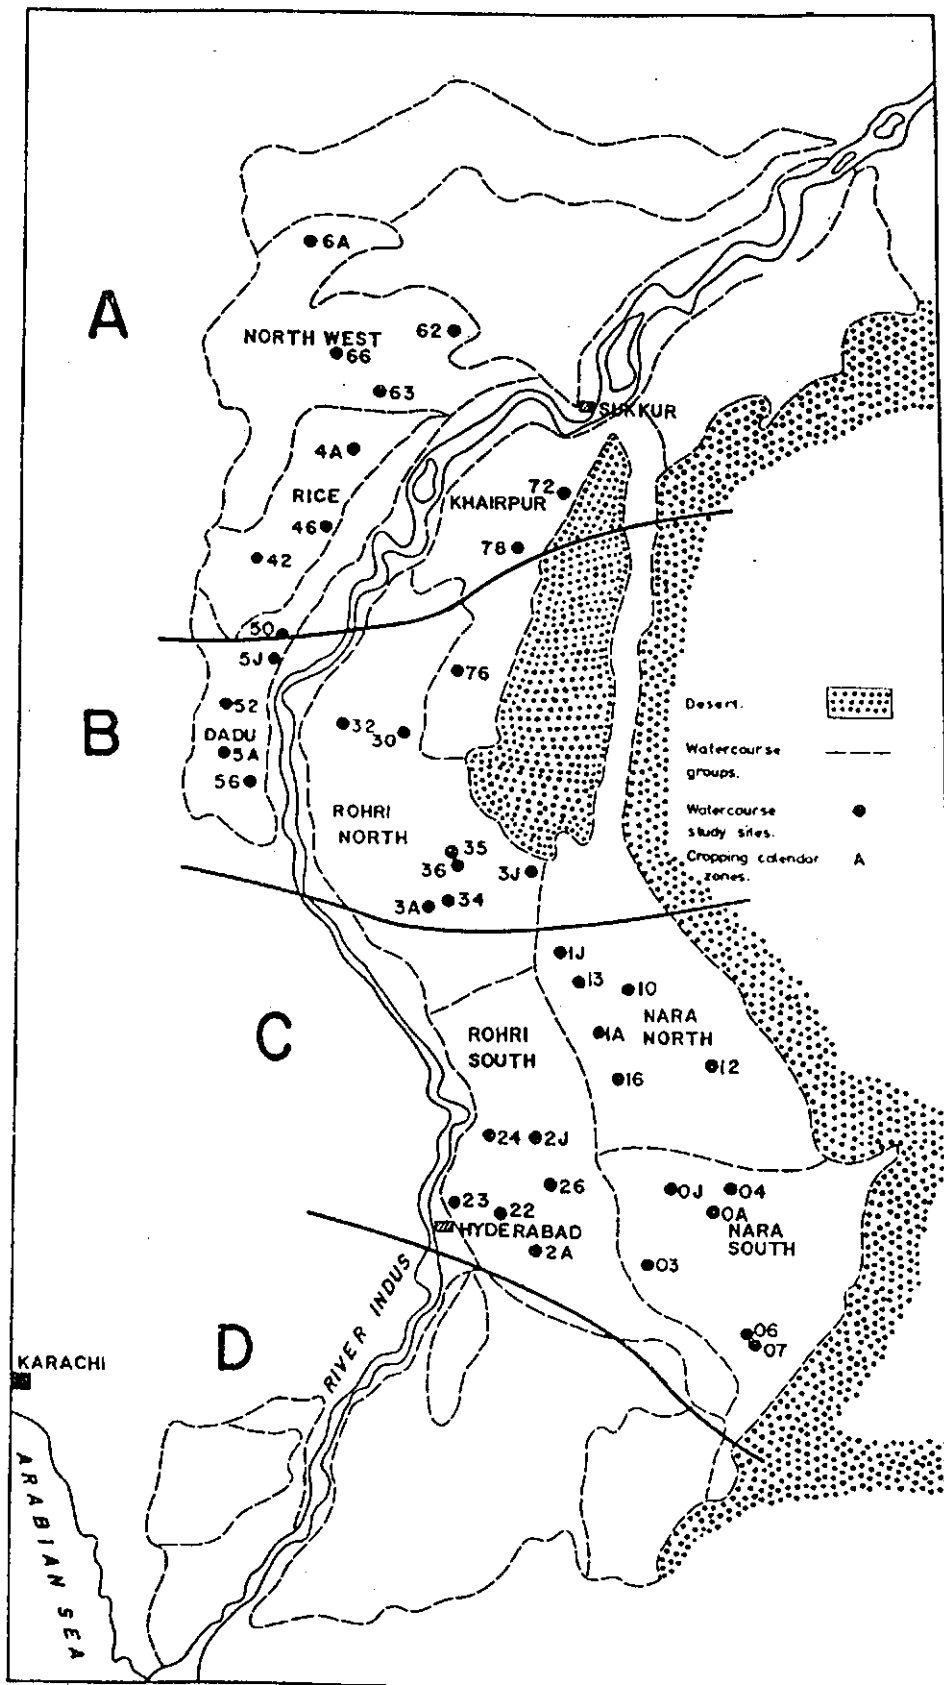 6A
A
NORTH WEST
62
66
63
SUKKUR
4A
RICE
72
KHAIRPUR
46
78
42
50
5J
76
52
B
DADU
32
30
5A
56
ROHRI
NORTH
35
36
3J
34
3A
Desert.
Watercourse
groups.
Watercourse
study sites.
Cropping calendar
zones.
A
1J
13
10
C
NARA
NORTH
1A
ROHRI
SOUTH
12
16
24
2J
26
0J
04
23
22
0A
HYDERABAD
NARA
SOUTH
2A
03
RIVER INDUS
06
07
D
KARACHI
ARABIAN SEA